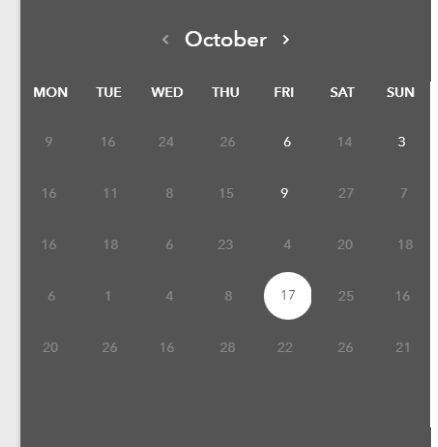 ‹ October ›
MON TUE WED THU FRI SAT SUN
9 16 24 26 6 14 3
16 11 8 15 9 27 7
16 18 6 23 4 20 18
6 1 4 8 17 25 16
20 26 16 28 22 26 21